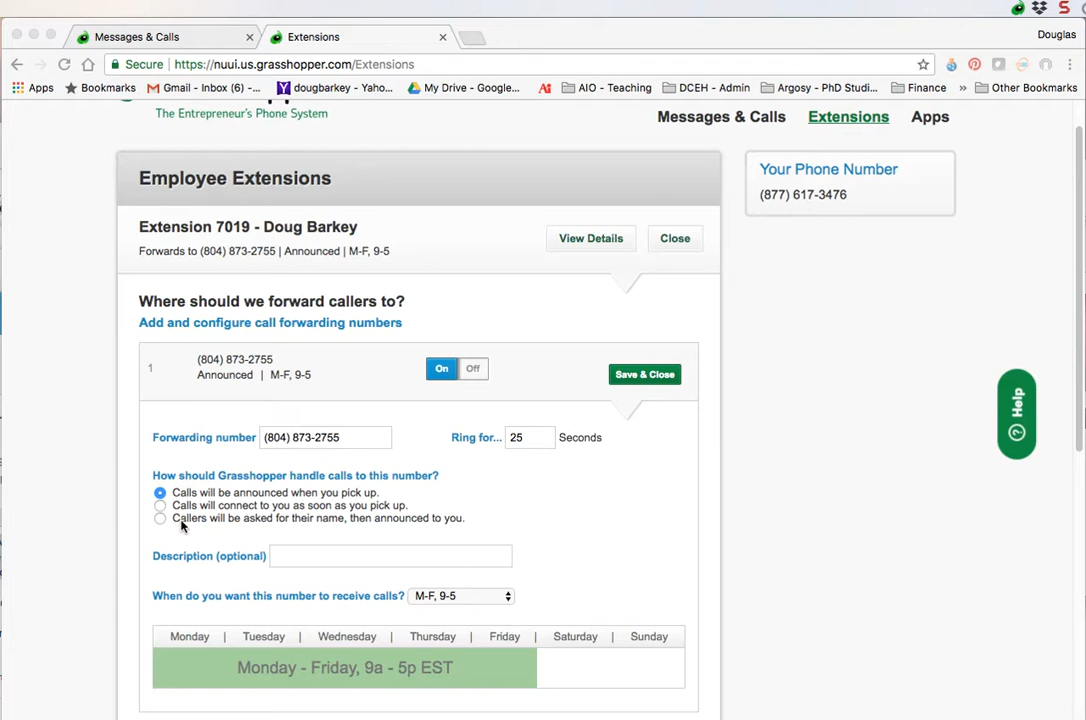 Messages & Calls
Extensions
Douglas
Secure
https://nuui.us.grasshopper.com/Extensions
Apps
Bookmarks
Gmail - Inbox (6) -...
dougbarkey - Yahoo...
My Drive - Google...
AIO - Teaching
DCEH - Admin
Argosy - PhD Studi...
Finance
»
Other Bookmarks
The Entrepreneur's Phone System
Messages & Calls
Extensions
Apps
Employee Extensions
Your Phone Number
(877) 617-3476
Extension 7019 - Doug Barkey
Forwards to (804) 873-2755 | Announced | M-F, 9-5
View Details
Close
Where should we forward callers to?
Add and configure call forwarding numbers
1
(804) 873-2755
Announced | M-F, 9-5
On
Off
Save & Close
Help
Forwarding number
(804) 873-2755
Ring for...
25
Seconds
How should Grasshopper handle calls to this number?
Calls will be announced when you pick up.
Calls will connect to you as soon as you pick up.
Callers will be asked for their name, then announced to you.
Description (optional)
When do you want this number to receive calls?
M-F, 9-5
Monday | Tuesday | Wednesday | Thursday | Friday | Saturday | Sunday
Monday - Friday, 9a - 5p EST